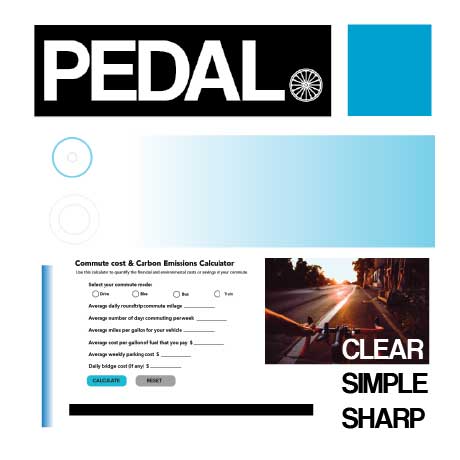 PEDAL
Commute cost & Carbon Emissions Calculator
Use this calculator to quantify the financial and environmental costs or savings if your commute
Select your commute mode:
Drive Bike Bus Train
Average daily roundtrip commute milage
Average number of days commuting per week
Average miles per gallon for your vehicle
Average cost per gallon of fuel that you pay $
Average weekly parking cost $
Daily bridge cost (if any) $
CALCULATE RESET
CLEAR
SIMPLE
SHARP